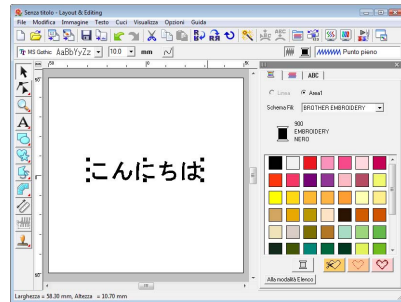 Senza titolo - Layout & Editing
File Modifica Immagine Testo Cuci Visualizza Opzioni Guida
MS Gothic AaBbYyZz 10.0 mm Punto pieno
ABC
Linea Area1
Schema Fili: BROTHER EMBROIDERY
900
EMBROIDERY
NERO
こんにちは
Alla modalità Elenco
Larghezza = 58.30 mm, Altezza = 10.70 mm